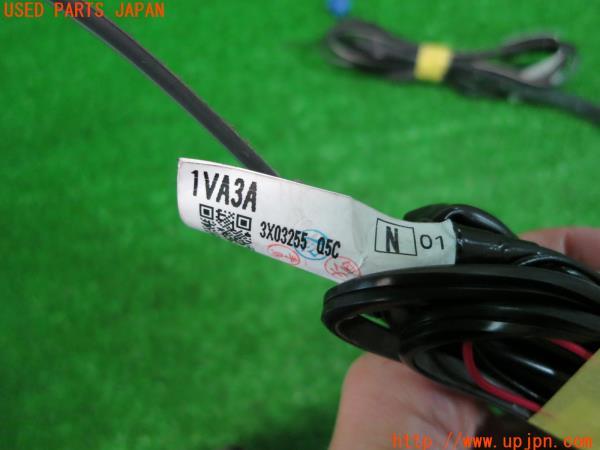 USED PARTS JAPAN
1VA3A
3X03255 05C
N 01
http://www.upjpn.com/